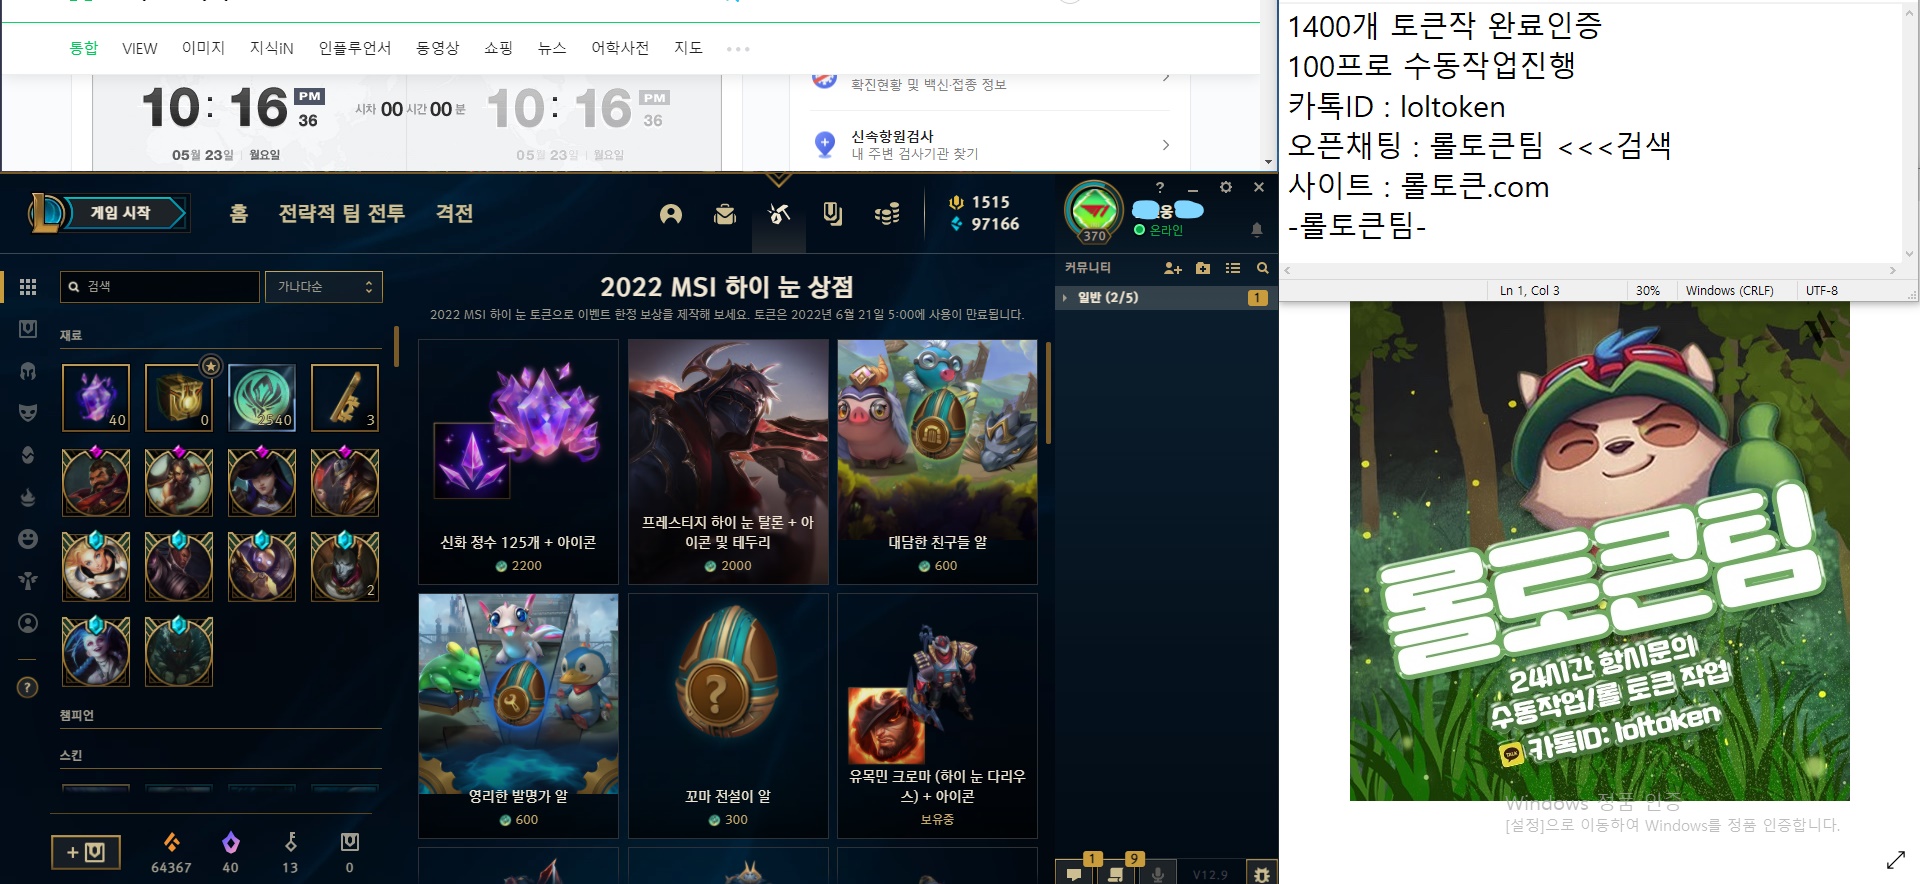 통합 VIEW 이미지 지식iN 인플루언서 동영상 쇼핑 뉴스 어학사전 지도
10:16 PM 36
시차 00 시간 00 분
10:16 PM 36
05월 23일 월요일
05월 23일 월요일
확진현황 및 백신·접종 정보
신속항원검사
내 주변 검사기관 찾기
1400개 토큰작 완료인증
100프로 수동작업진행
카톡ID : loltoken
오픈채팅 : 롤토큰팀 <<<검색
사이트 : 롤토큰.com
-롤토큰팀-
Ln 1, Col 3 30% Windows (CRLF) UTF-8
게임 시작 홈 전략적 팀 전투 격전
1515
97166
370
웅
온라인
검색 가나다순
재료
40 0 2540 3
2
챔피언
스킨
64367 40 13 0
2022 MSI 하이 눈 상점
2022 MSI 하이 눈 토큰으로 이벤트 한정 보상을 제작해 보세요. 토큰은 2022년 6월 21일 5:00에 사용이 만료됩니다.
신화 정수 125개 + 아이콘
2200
프레스티지 하이 눈 탈론 + 아
이콘 및 테두리
2000
대담한 친구들 알
600
영리한 발명가 알
600
꼬마 전설이 알
300
유목민 크로마 (하이 눈 다리우
스) + 아이콘
보유중
커뮤니티
일반 (2/5) 1
1 9
V12.9
롤토큰팀
24시간 항시문의
수동작업/롤 토큰 작업
TALK 카톡ID: loltoken
Windows 정품 인증
[설정]으로 이동하여 Windows를 정품 인증합니다.